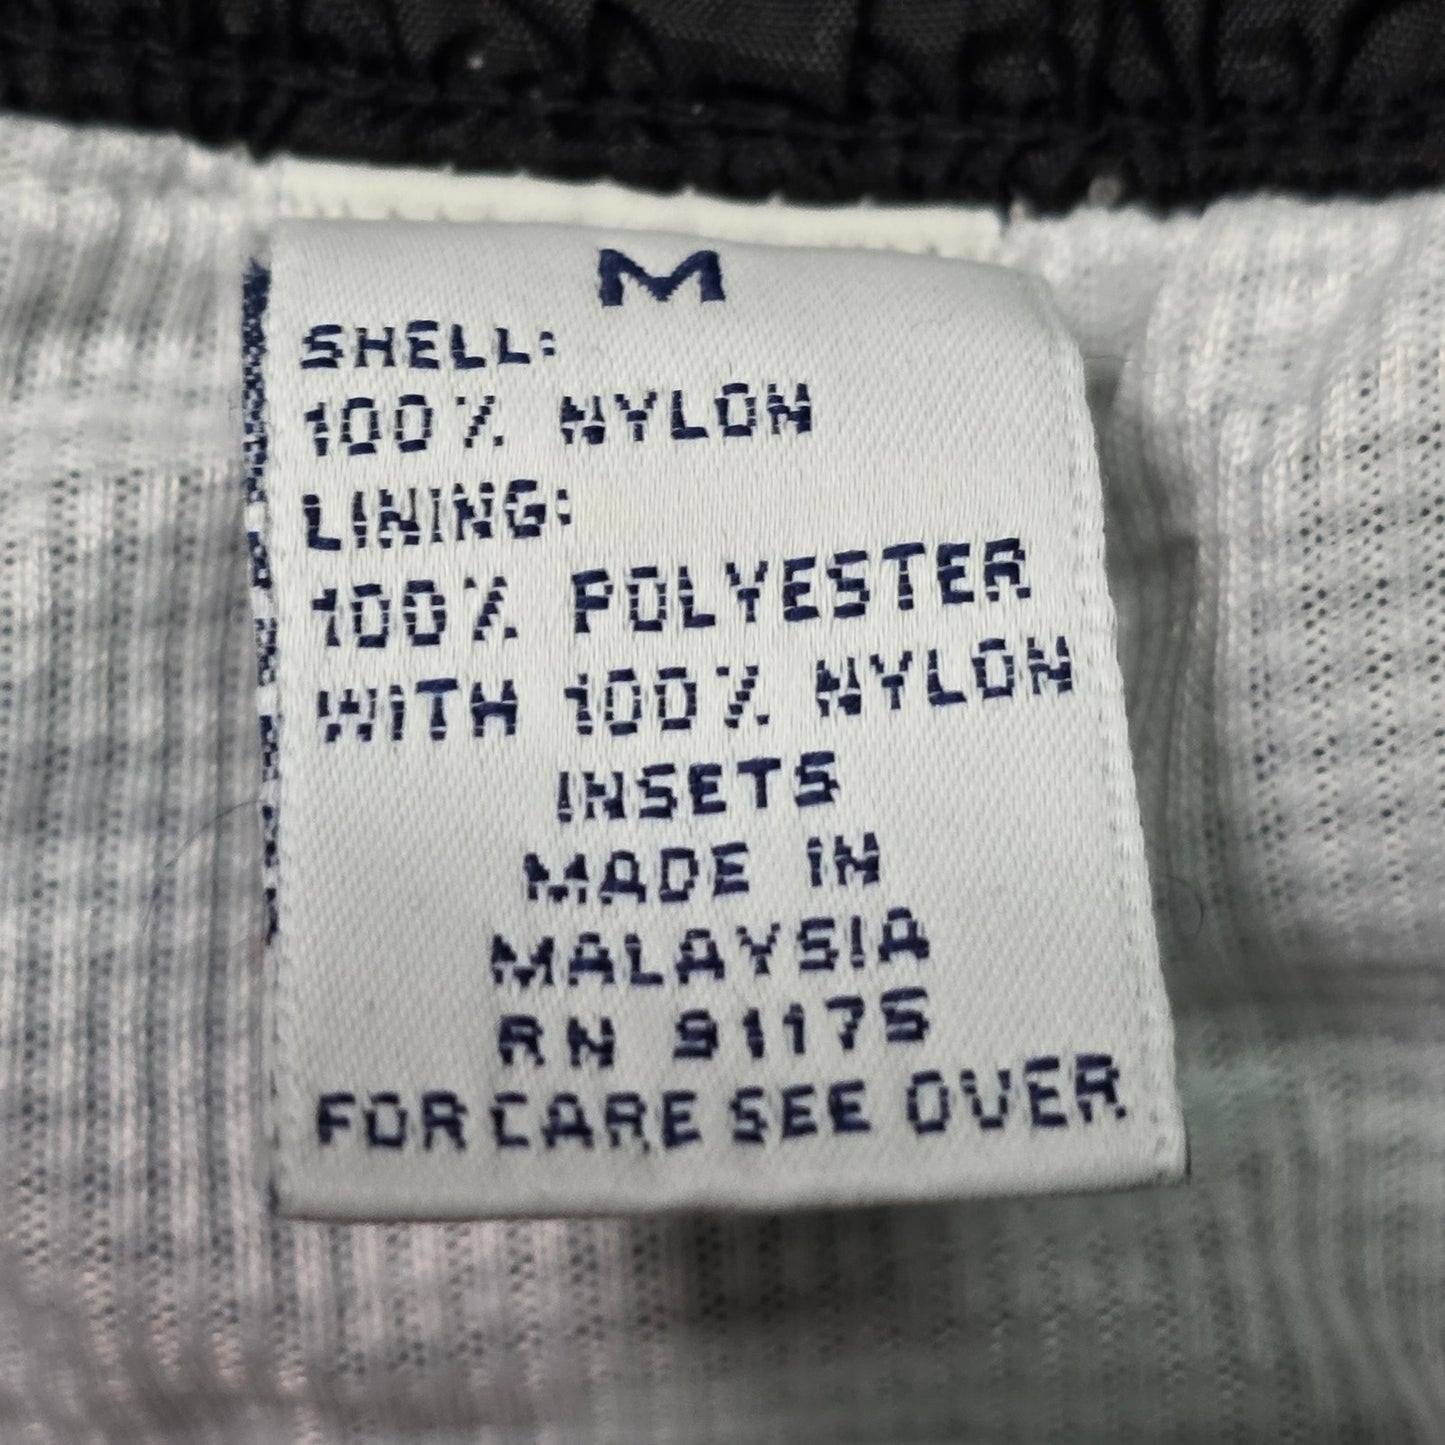 M
SHELL:
100% NYLON
LINING:
100% POLYESTER
WITH 100% NYLON
INSETS
MADE IN
MALAYSIA
RN 91175
FOR CARE SEE OVER